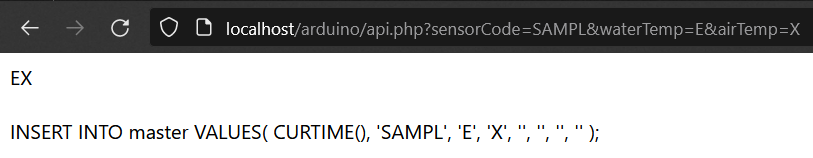 localhost/arduino/api.php?sensorCode=SAMPL&waterTemp=E&airTemp=X
EX
INSERT INTO master VALUES( CURTIME(), 'SAMPL', 'E', 'X', '', '', '', '' );